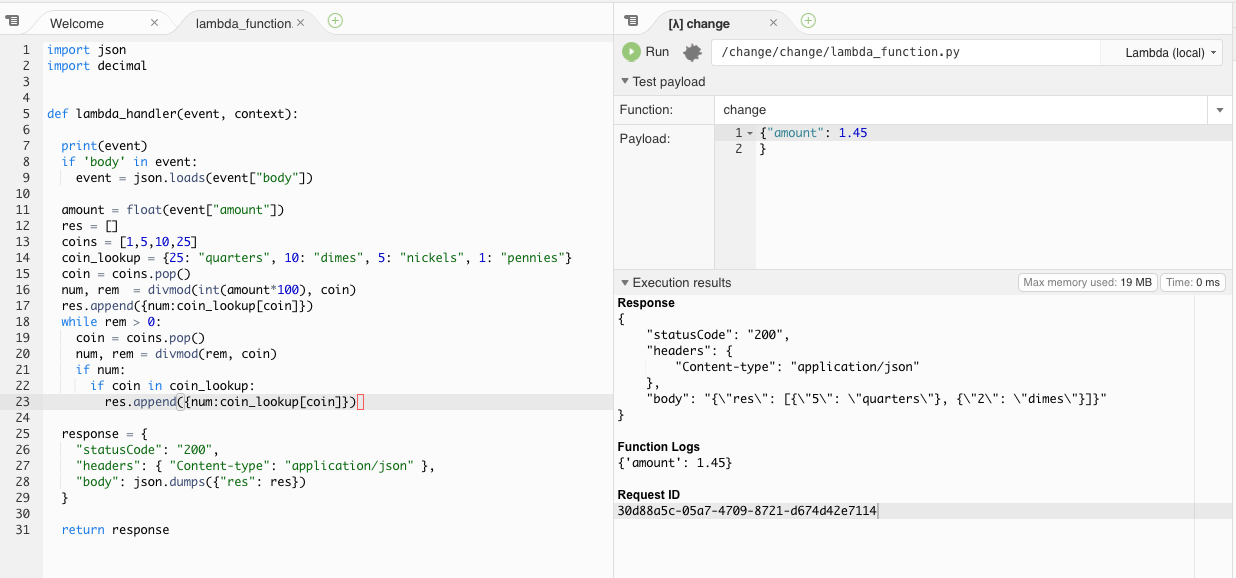 Welcome × lambda_function. ×
1 import json
2 import decimal
3
4
5 def lambda_handler(event, context):
6
7 print(event)
8 if 'body' in event:
9 event = json.loads(event["body"])
10
11 amount = float(event["amount"])
12 res = []
13 coins = [1,5,10,25]
14 coin_lookup = {25: "quarters", 10: "dimes", 5: "nickels", 1: "pennies"}
15 coin = coins.pop()
16 num, rem  = divmod(int(amount*100), coin)
17 res.append({num:coin_lookup[coin]})
18 while rem > 0:
19 coin = coins.pop()
20 num, rem = divmod(rem, coin)
21 if num:
22 if coin in coin_lookup:
23 res.append({num:coin_lookup[coin]})
24
25 response = {
26 "statusCode": "200",
27 "headers": { "Content-type": "application/json" },
28 "body": json.dumps({"res": res})
29 }
30
31 return response
[λ] change ×
Run /change/change/lambda_function.py Lambda (local)
Test payload
Function: change
Payload:
1 {"amount": 1.45
2 }
Execution results Max memory used: 19 MB Time: 0 ms
Response
{
"statusCode": "200",
"headers": {
"Content-type": "application/json"
},
"body": "{\"res\": [{\"5\": \"quarters\"}, {\"2\": \"dimes\"}]}"
}
Function Logs
{'amount': 1.45}
Request ID
30d88a5c-05a7-4709-8721-d674d42e7114